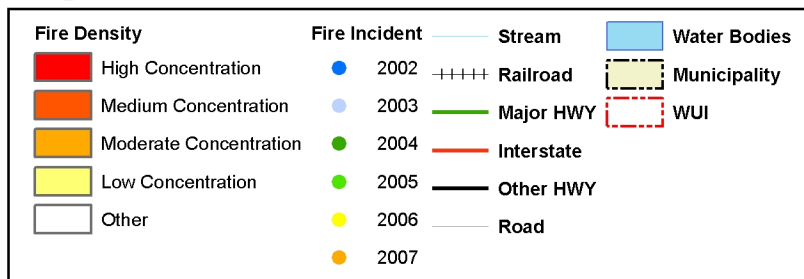 Fire Density
High Concentration
Medium Concentration
Moderate Concentration
Low Concentration
Other
Fire Incident
2002
2003
2004
2005
2006
2007
Stream
Railroad
Major HWY
Interstate
Other HWY
Road
Water Bodies
Municipality
WUI